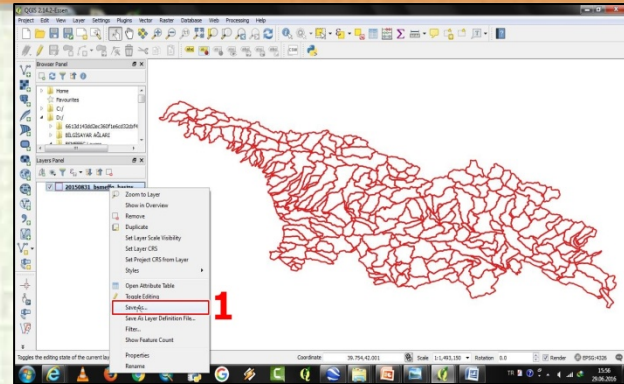 QGIS 2.14.2-Essen
Project Edit View Layer Settings Plugins Vector Raster Database Web Processing Help
Browser Panel
Home
Favourites
C:/
D:/
BILGISAYAR AĞLARI
Layers Panel
Zoom to Layer
Show in Overview
Remove
Duplicate
Set Layer Scale Visibility
Set Layer CRS
Set Project CRS from Layer
Styles
Open Attribute Table
Toggle Editing
Save As...
1
Save As Layer Definition File...
Filter...
Show Feature Count
Properties
Rename
Toggles the editing state of the current lay
Coordinate 39.754,42.001 Scale 1:1,493,150 Rotation 0.0 Render EPSG:4326
TR 15:56
29.06.2016